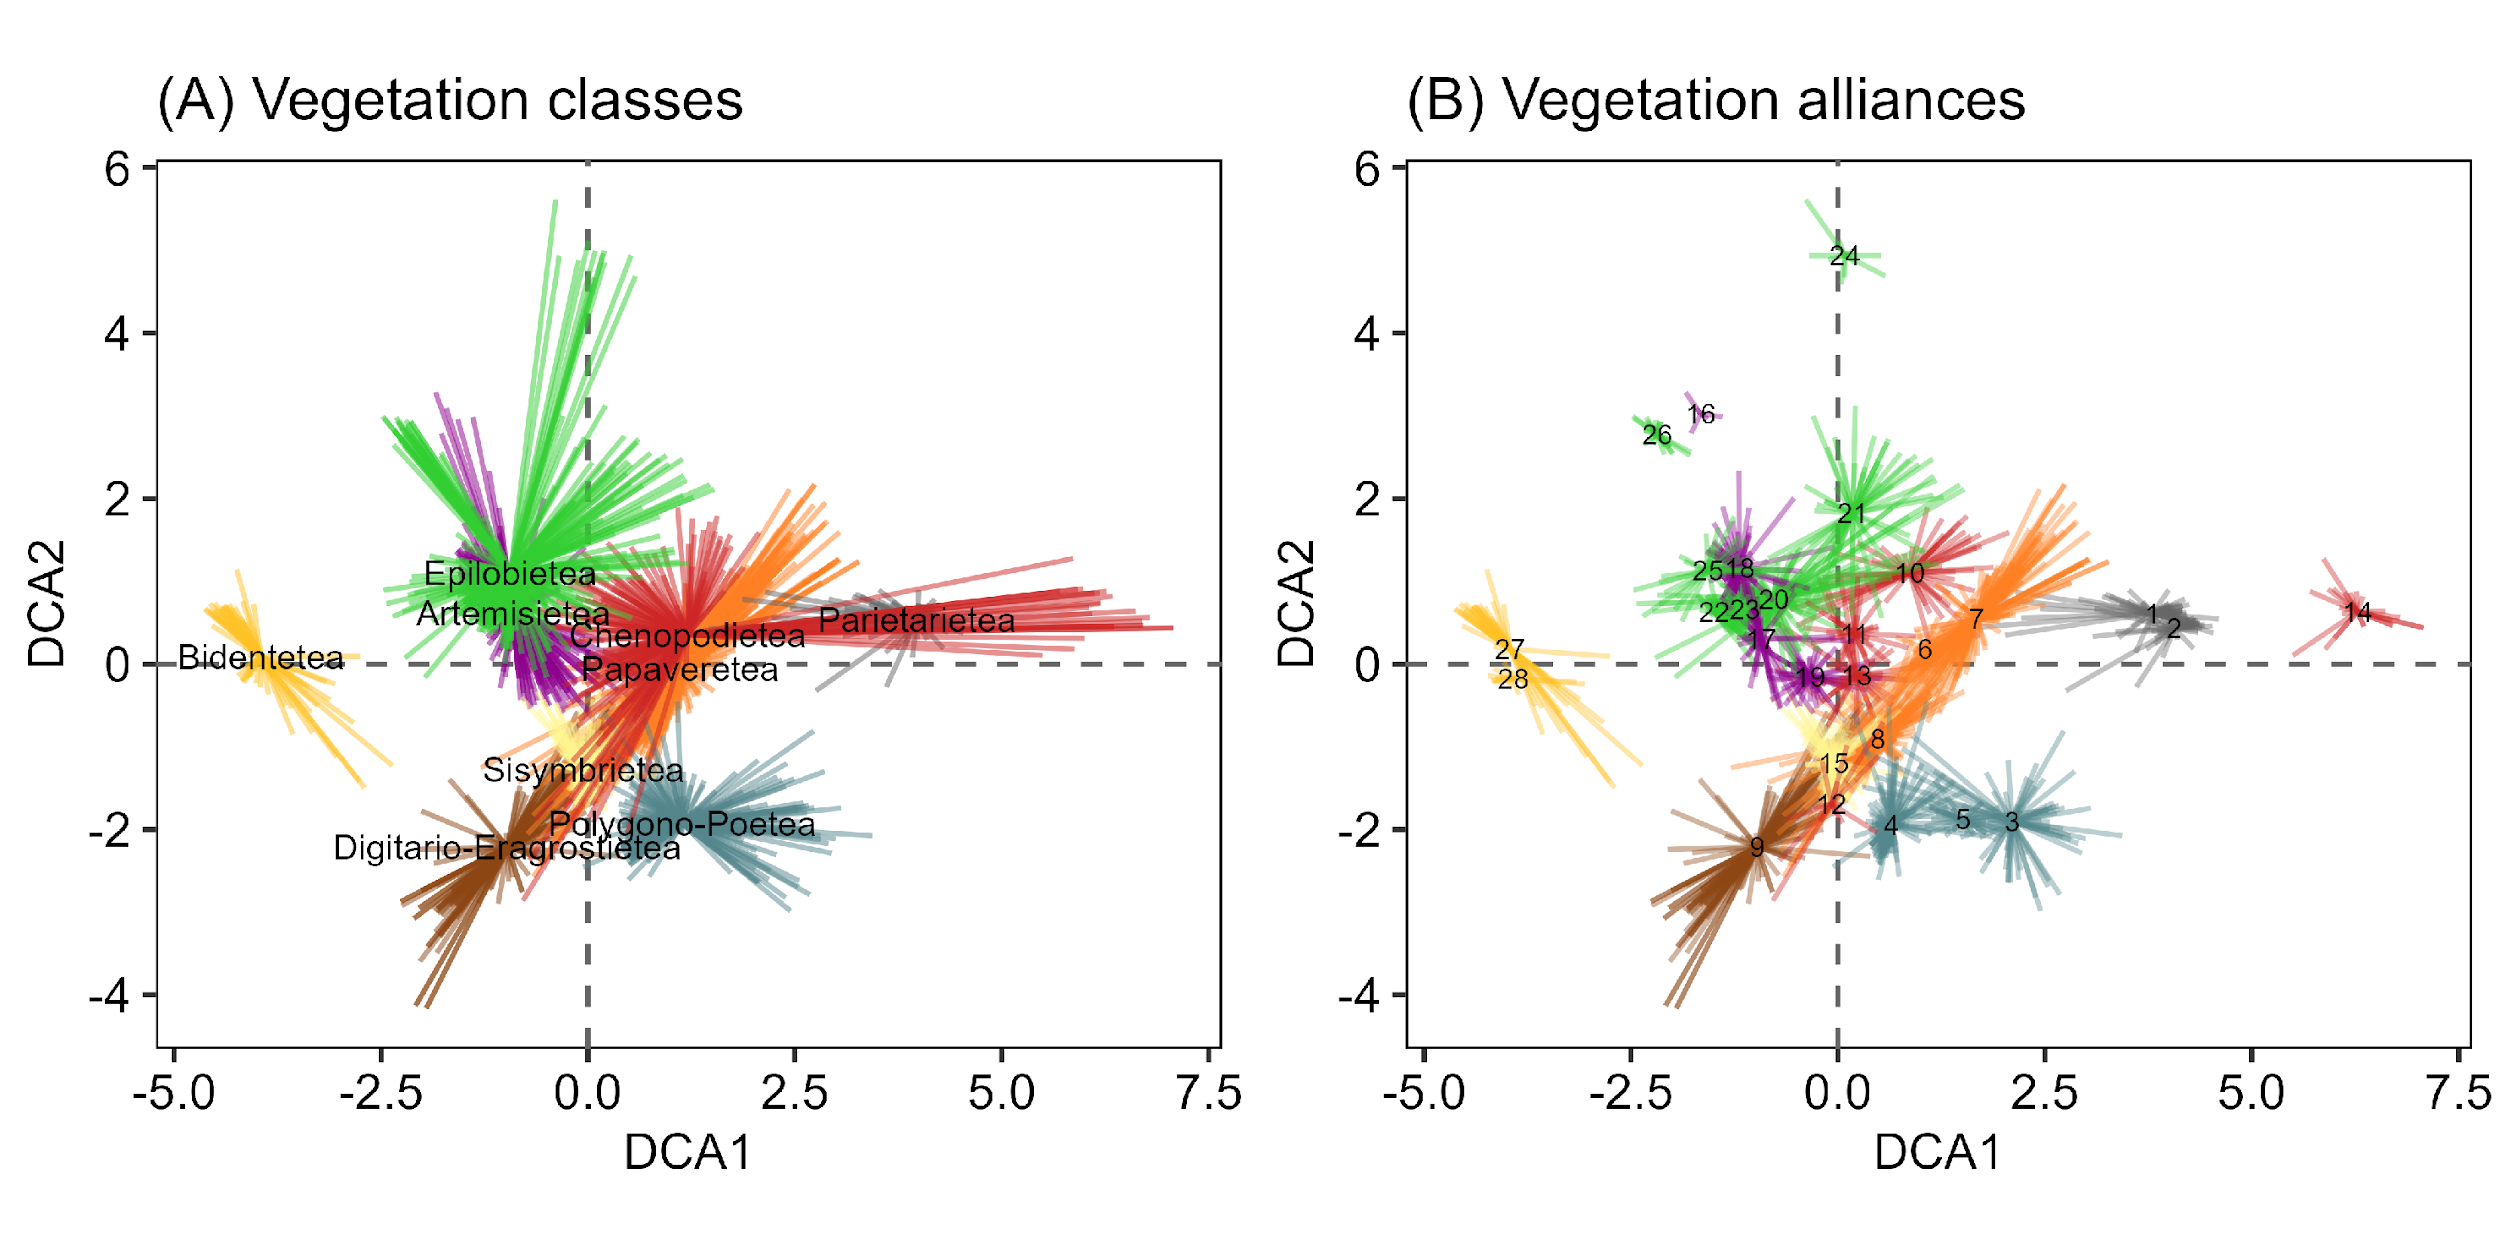 (A) Vegetation classes
6
4
2
0
-2
-4
DCA2
Epilobietea
Artemisietea
Chenopodietea
Parietarietea
Bidentetea
Papaveretea
Sisymbrietea
Polygono-Poetea
Digitario-Eragrostietea
-5.0 -2.5 0.0 2.5 5.0 7.5
DCA1
(B) Vegetation alliances
6
4
2
0
-2
-4
DCA2
24
16
26
21
25 18 10
20
22 23 7 1 14
2
17 11
27 6
28 19 13
8
15
12
4 5 3
9
-5.0 -2.5 0.0 2.5 5.0 7.5
DCA1